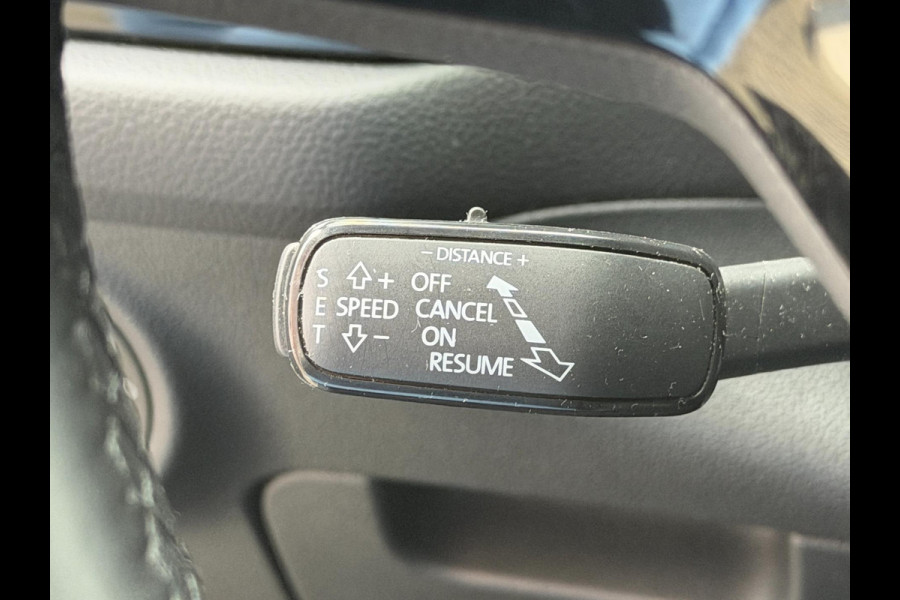 – DISTANCE +
S + OFF
E SPEED CANCEL
T – ON
RESUME